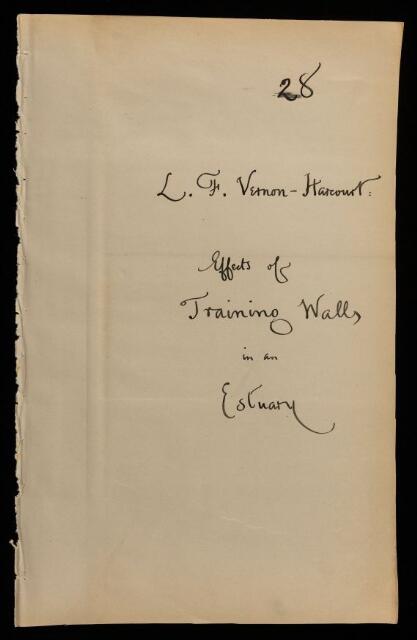 28
L. F. Vernon-Harcourt:
Effects of
Training Walls
in an
Estuary